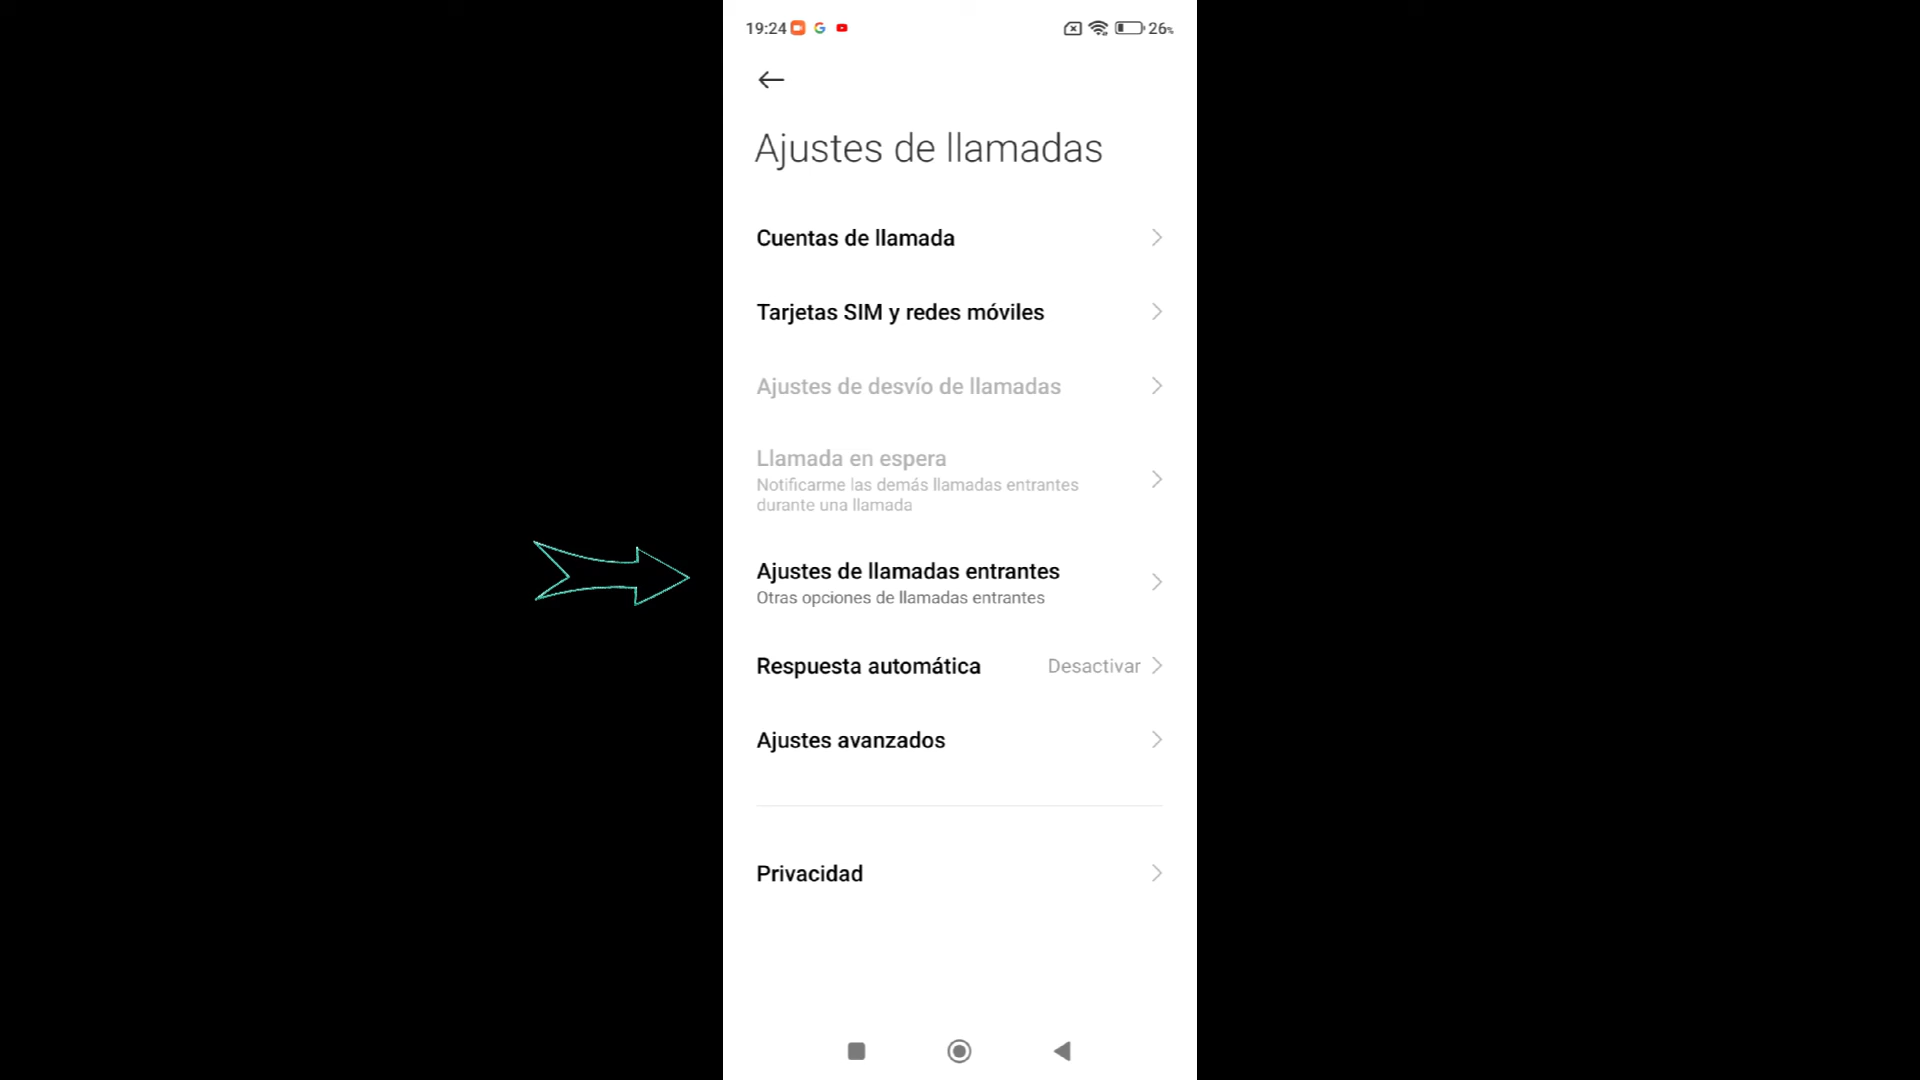 19:24
26%
Ajustes de llamadas
Cuentas de llamada
Tarjetas SIM y redes móviles
Ajustes de desvío de llamadas
Llamada en espera
Notificarme las demás llamadas entrantes
durante una llamada
Ajustes de llamadas entrantes
Otras opciones de llamadas entrantes
Respuesta automática Desactivar
Ajustes avanzados
Privacidad